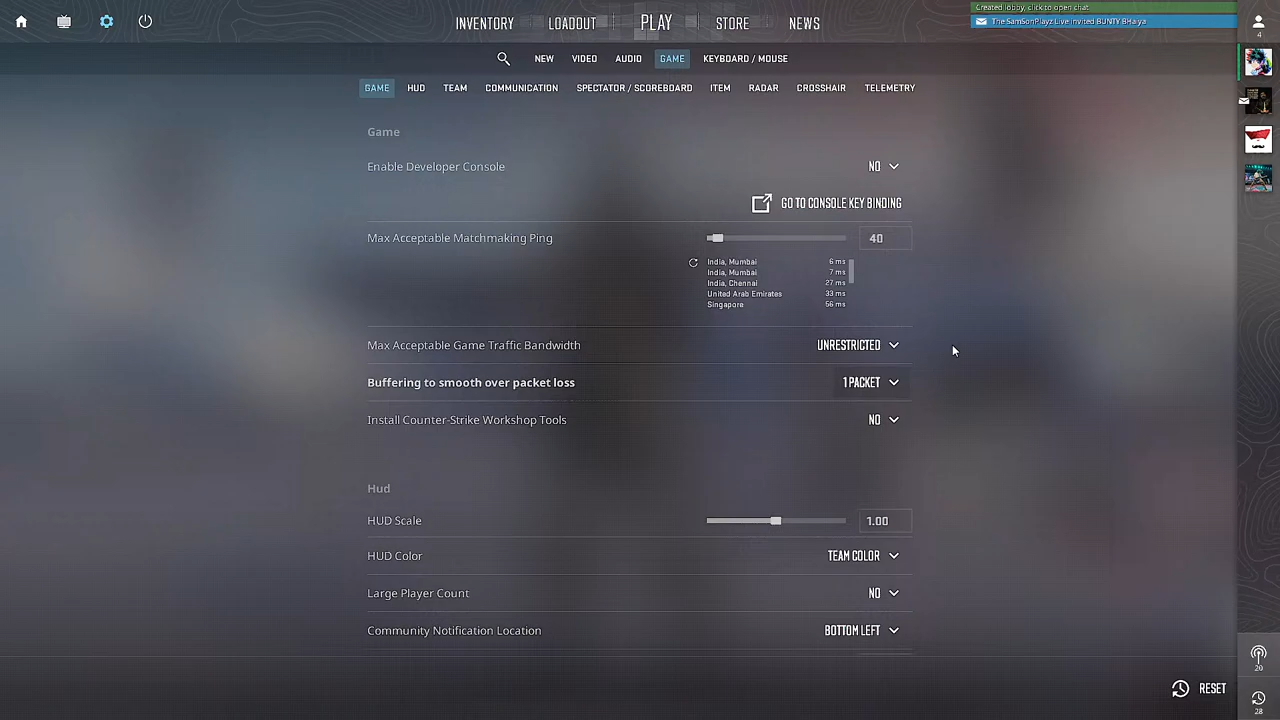 INVENTORY LOADOUT PLAY STORE NEWS
Created lobby, click to open chat.
The SamSonPlayz Live invited BUNTY BHaiya
4
NEW VIDEO AUDIO GAME KEYBOARD / MOUSE
GAME HUD TEAM COMMUNICATION SPECTATOR / SCOREBOARD ITEM RADAR CROSSHAIR TELEMETRY
Game
Enable Developer Console NO
GO TO CONSOLE KEY BINDING
Max Acceptable Matchmaking Ping 40
India, Mumbai 6 ms
India, Mumbai 7 ms
India, Chennai 27 ms
United Arab Emirates 33 ms
Singapore 56 ms
Max Acceptable Game Traffic Bandwidth UNRESTRICTED
Buffering to smooth over packet loss 1 PACKET
Install Counter-Strike Workshop Tools NO
Hud
HUD Scale 1.00
HUD Color TEAM COLOR
Large Player Count NO
Community Notification Location BOTTOM LEFT
20
RESET
28